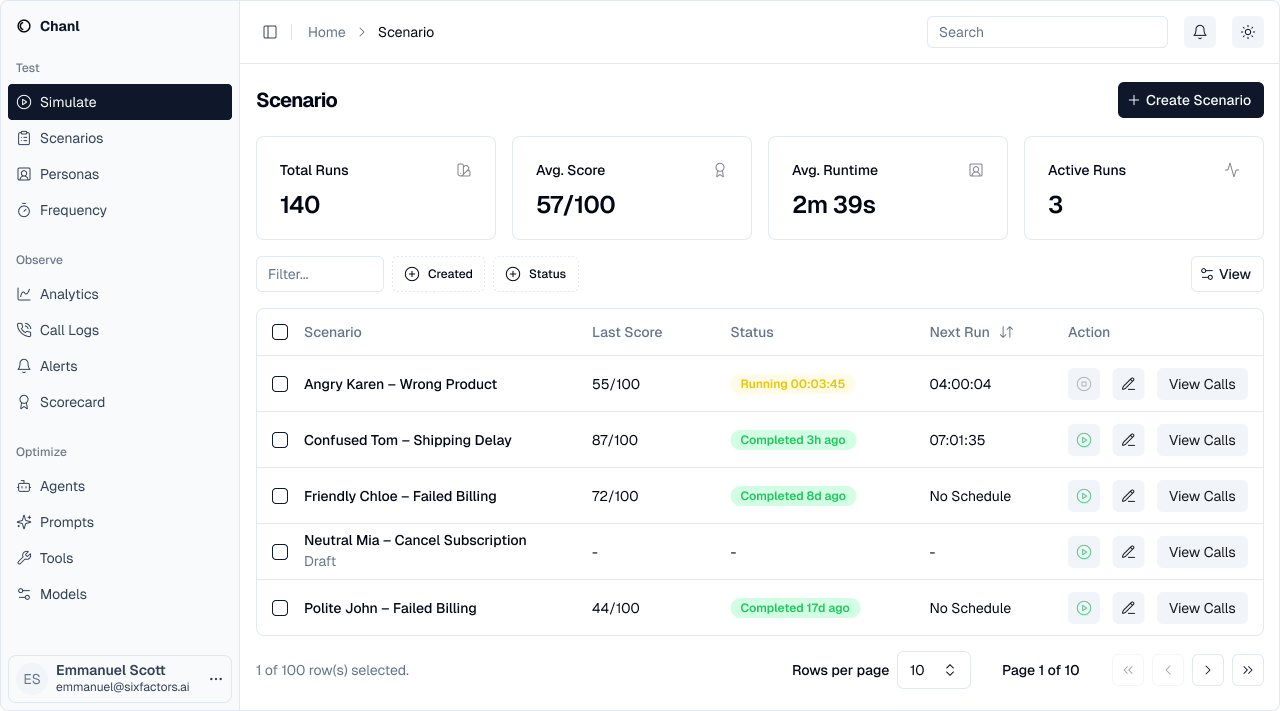 Chanl
Test
Simulate
Scenarios
Personas
Frequency
Observe
Analytics
Call Logs
Alerts
Scorecard
Optimize
Agents
Prompts
Tools
Models
ES
Emmanuel Scott
emmanuel@sixfactors.ai
Home > Scenario
Search
Scenario
+ Create Scenario
Total Runs
140
Avg. Score
57/100
Avg. Runtime
2m 39s
Active Runs
3
Filter...
Created
Status
View
Scenario Last Score Status Next Run Action
Angry Karen – Wrong Product 55/100 Running 00:03:45 04:00:04 View Calls
Confused Tom – Shipping Delay 87/100 Completed 3h ago 07:01:35 View Calls
Friendly Chloe – Failed Billing 72/100 Completed 8d ago No Schedule View Calls
Neutral Mia – Cancel Subscription - - - View Calls
Draft
Polite John – Failed Billing 44/100 Completed 17d ago No Schedule View Calls
1 of 100 row(s) selected.
Rows per page 10
Page 1 of 10